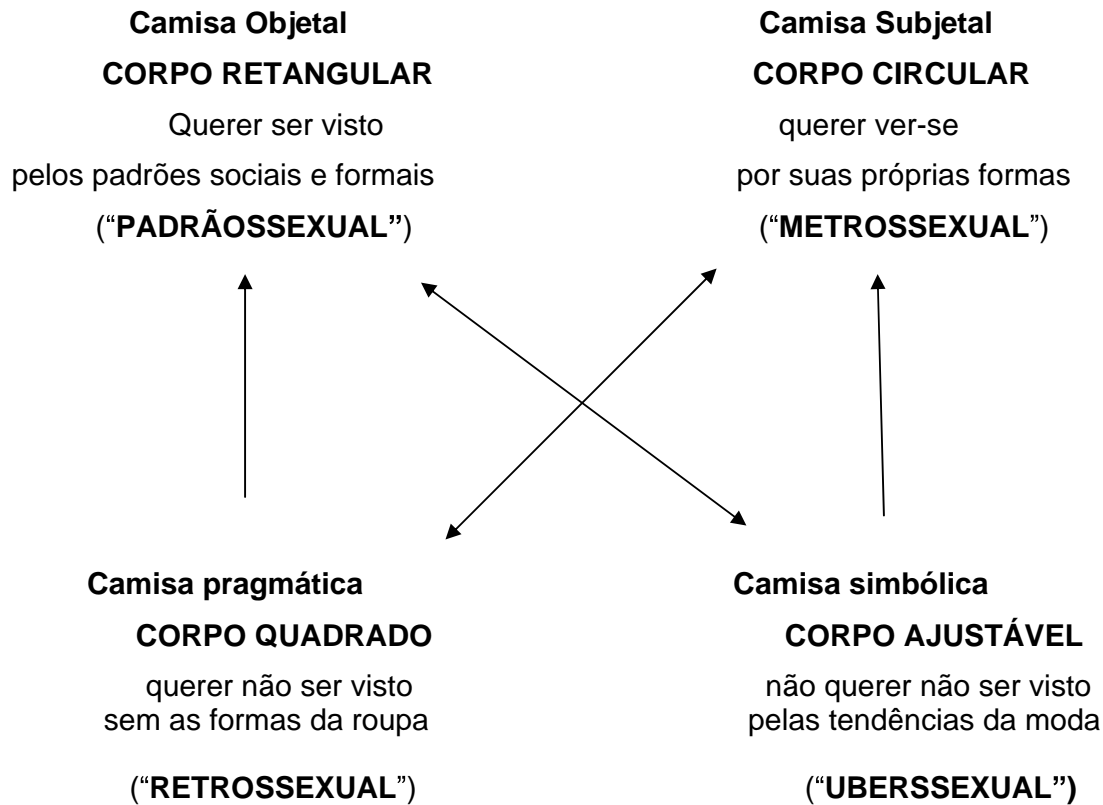 Camisa Objetal
CORPO RETANGULAR
Querer ser visto
pelos padrões sociais e formais
(“PADRÃOSSEXUAL”)
Camisa Subjetal
CORPO CIRCULAR
querer ver-se
por suas próprias formas
(“METROSSEXUAL”)
Camisa pragmática
CORPO QUADRADO
querer não ser visto
sem as formas da roupa
(“RETROSSEXUAL”)
Camisa simbólica
CORPO AJUSTÁVEL
não querer não ser visto
pelas tendências da moda
(“UBERSSEXUAL”)